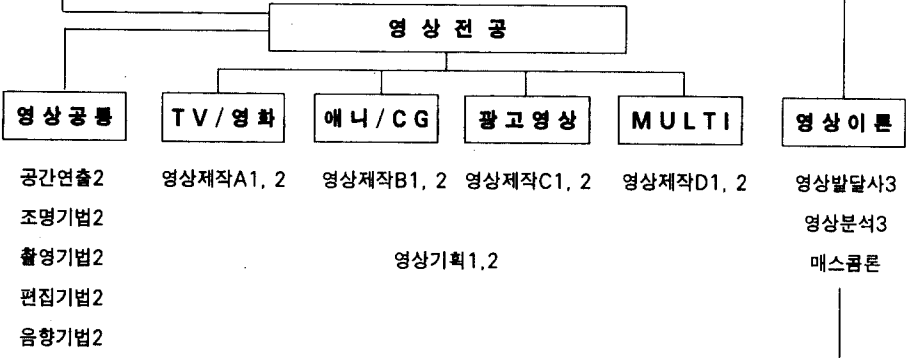 영상전공
영상공통 TV/영화 애니/CG 광고영상 MULTI 영상이론
공간연출2 영상제작A1, 2 영상제작B1, 2 영상제작C1, 2 영상제작D1, 2 영상발달사3
조명기법2 영상분석3
촬영기법2 영상기획1,2 매스콤론
편집기법2
음향기법2